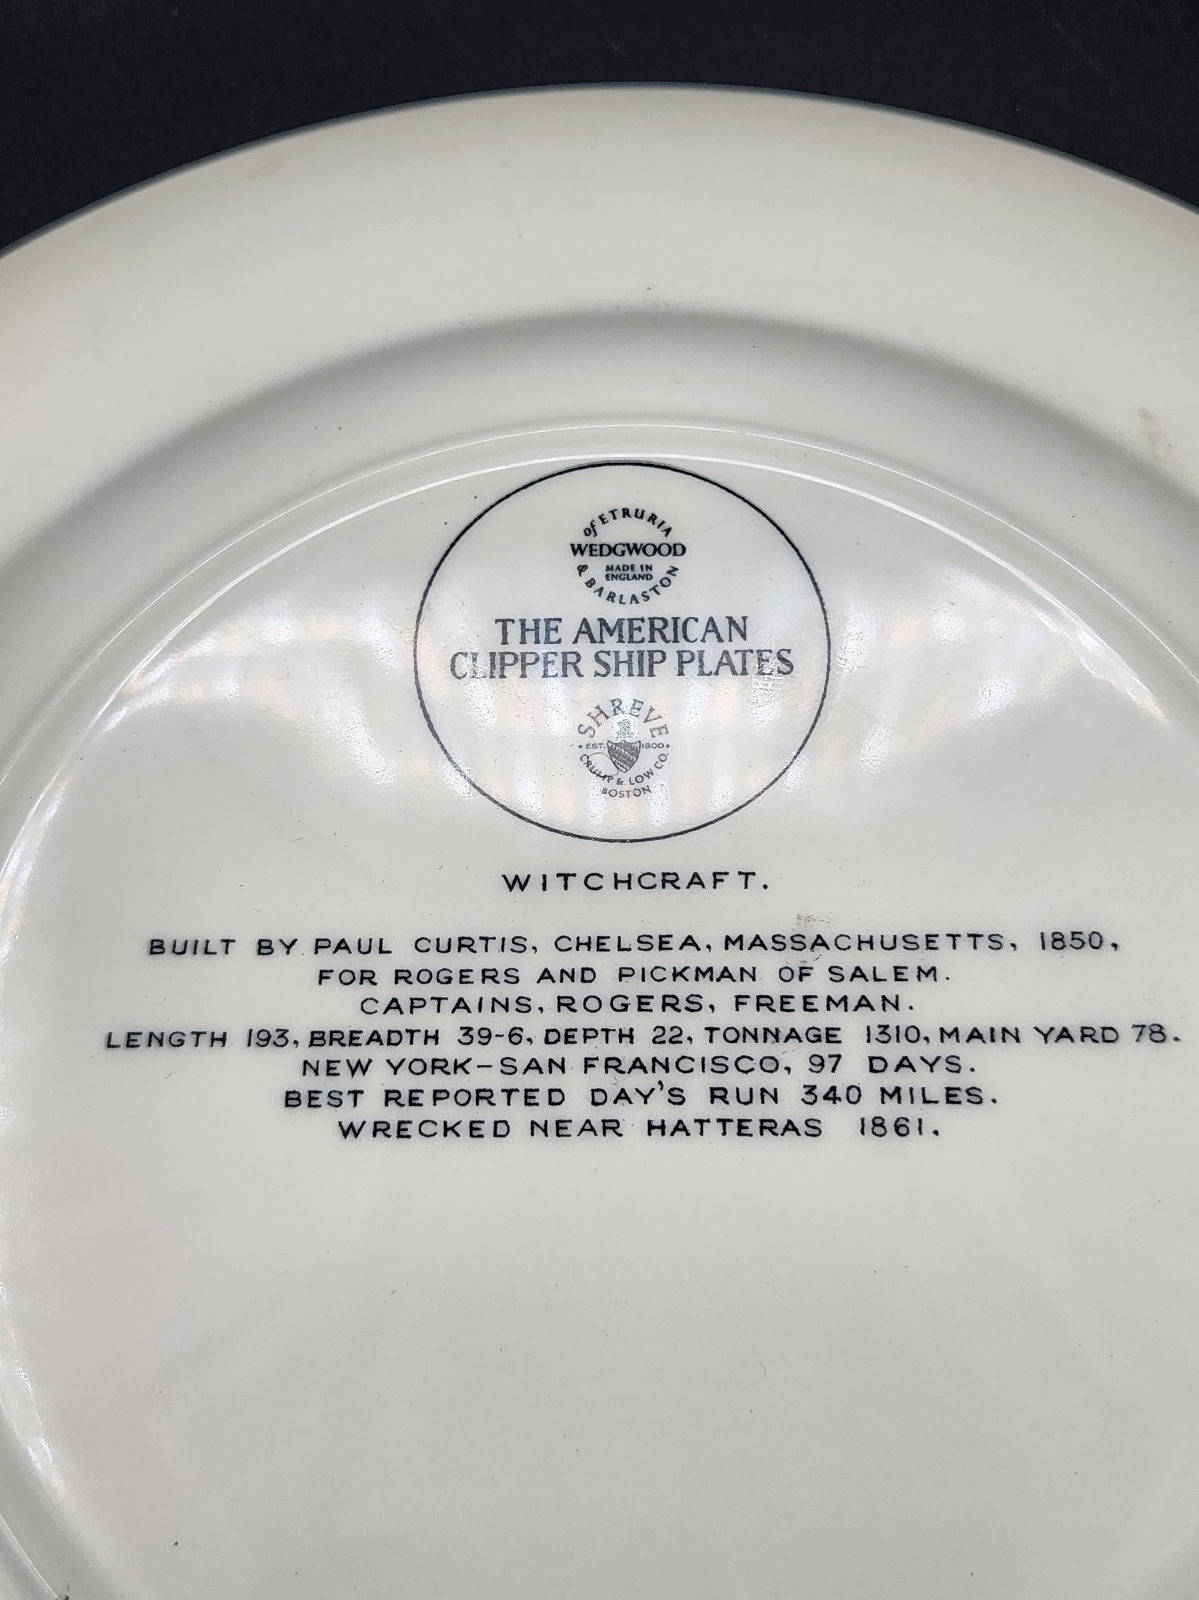 of ETRURIA
WEDGWOOD
MADE IN
ENGLAND
& BARLASTON
THE AMERICAN
CLIPPER SHIP PLATES
SHREVE
EST. 1800
CRUMP & LOW CO.
BOSTON
WITCHCRAFT.
BUILT BY PAUL CURTIS, CHELSEA, MASSACHUSETTS, 1850,
FOR ROGERS AND PICKMAN OF SALEM.
CAPTAINS, ROGERS, FREEMAN.
LENGTH 193, BREADTH 39-6, DEPTH 22, TONNAGE 1310, MAIN YARD 78.
NEW YORK-SAN FRANCISCO, 97 DAYS.
BEST REPORTED DAY'S RUN 340 MILES.
WRECKED NEAR HATTERAS 1861.